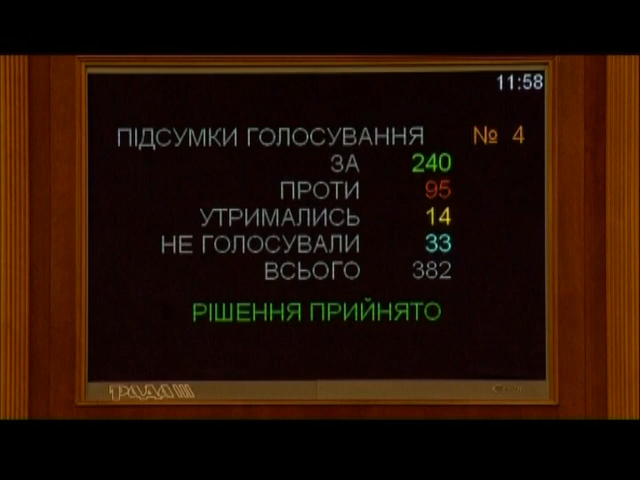 11:58
ПІДСУМКИ ГОЛОСУВАННЯ № 4
ЗА 240
ПРОТИ 95
УТРИМАЛИСЬ 14
НЕ ГОЛОСУВАЛИ 33
ВСЬОГО 382
РІШЕННЯ ПРИЙНЯТО
РАДА III